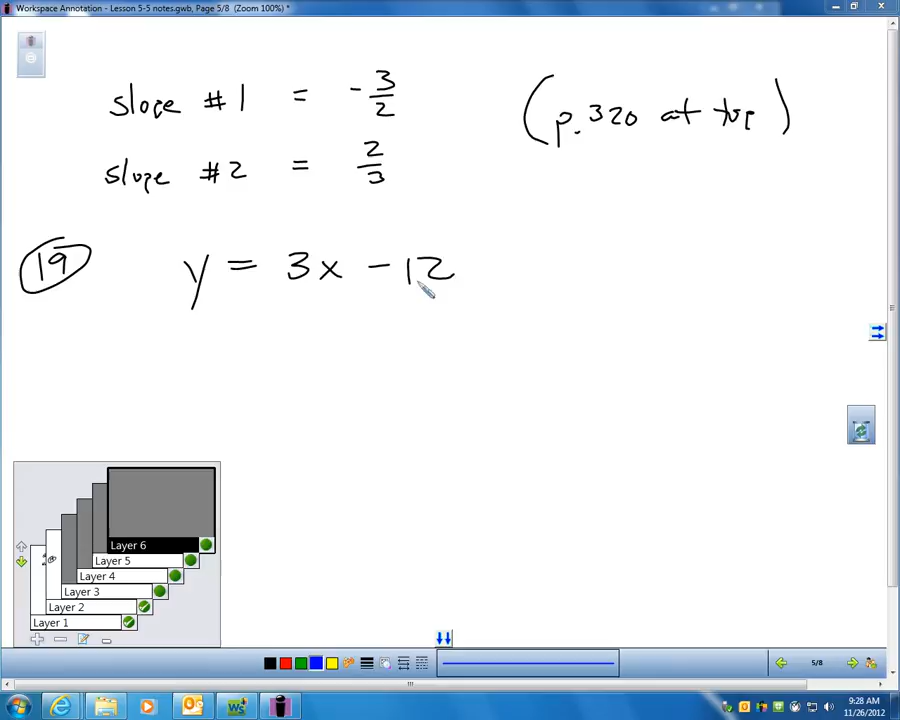 Workspace Annotation - Lesson 5-5 notes.gwb, Page 5/8 (Zoom 100%) *
slope #1 = -3/2
(p.320 at top)
slope #2 = 2/3
19 y = 3x -12
Layer 6
Layer 5
Layer 4
Layer 3
Layer 2
Layer 1
5/8
9:28 AM
11/26/2012